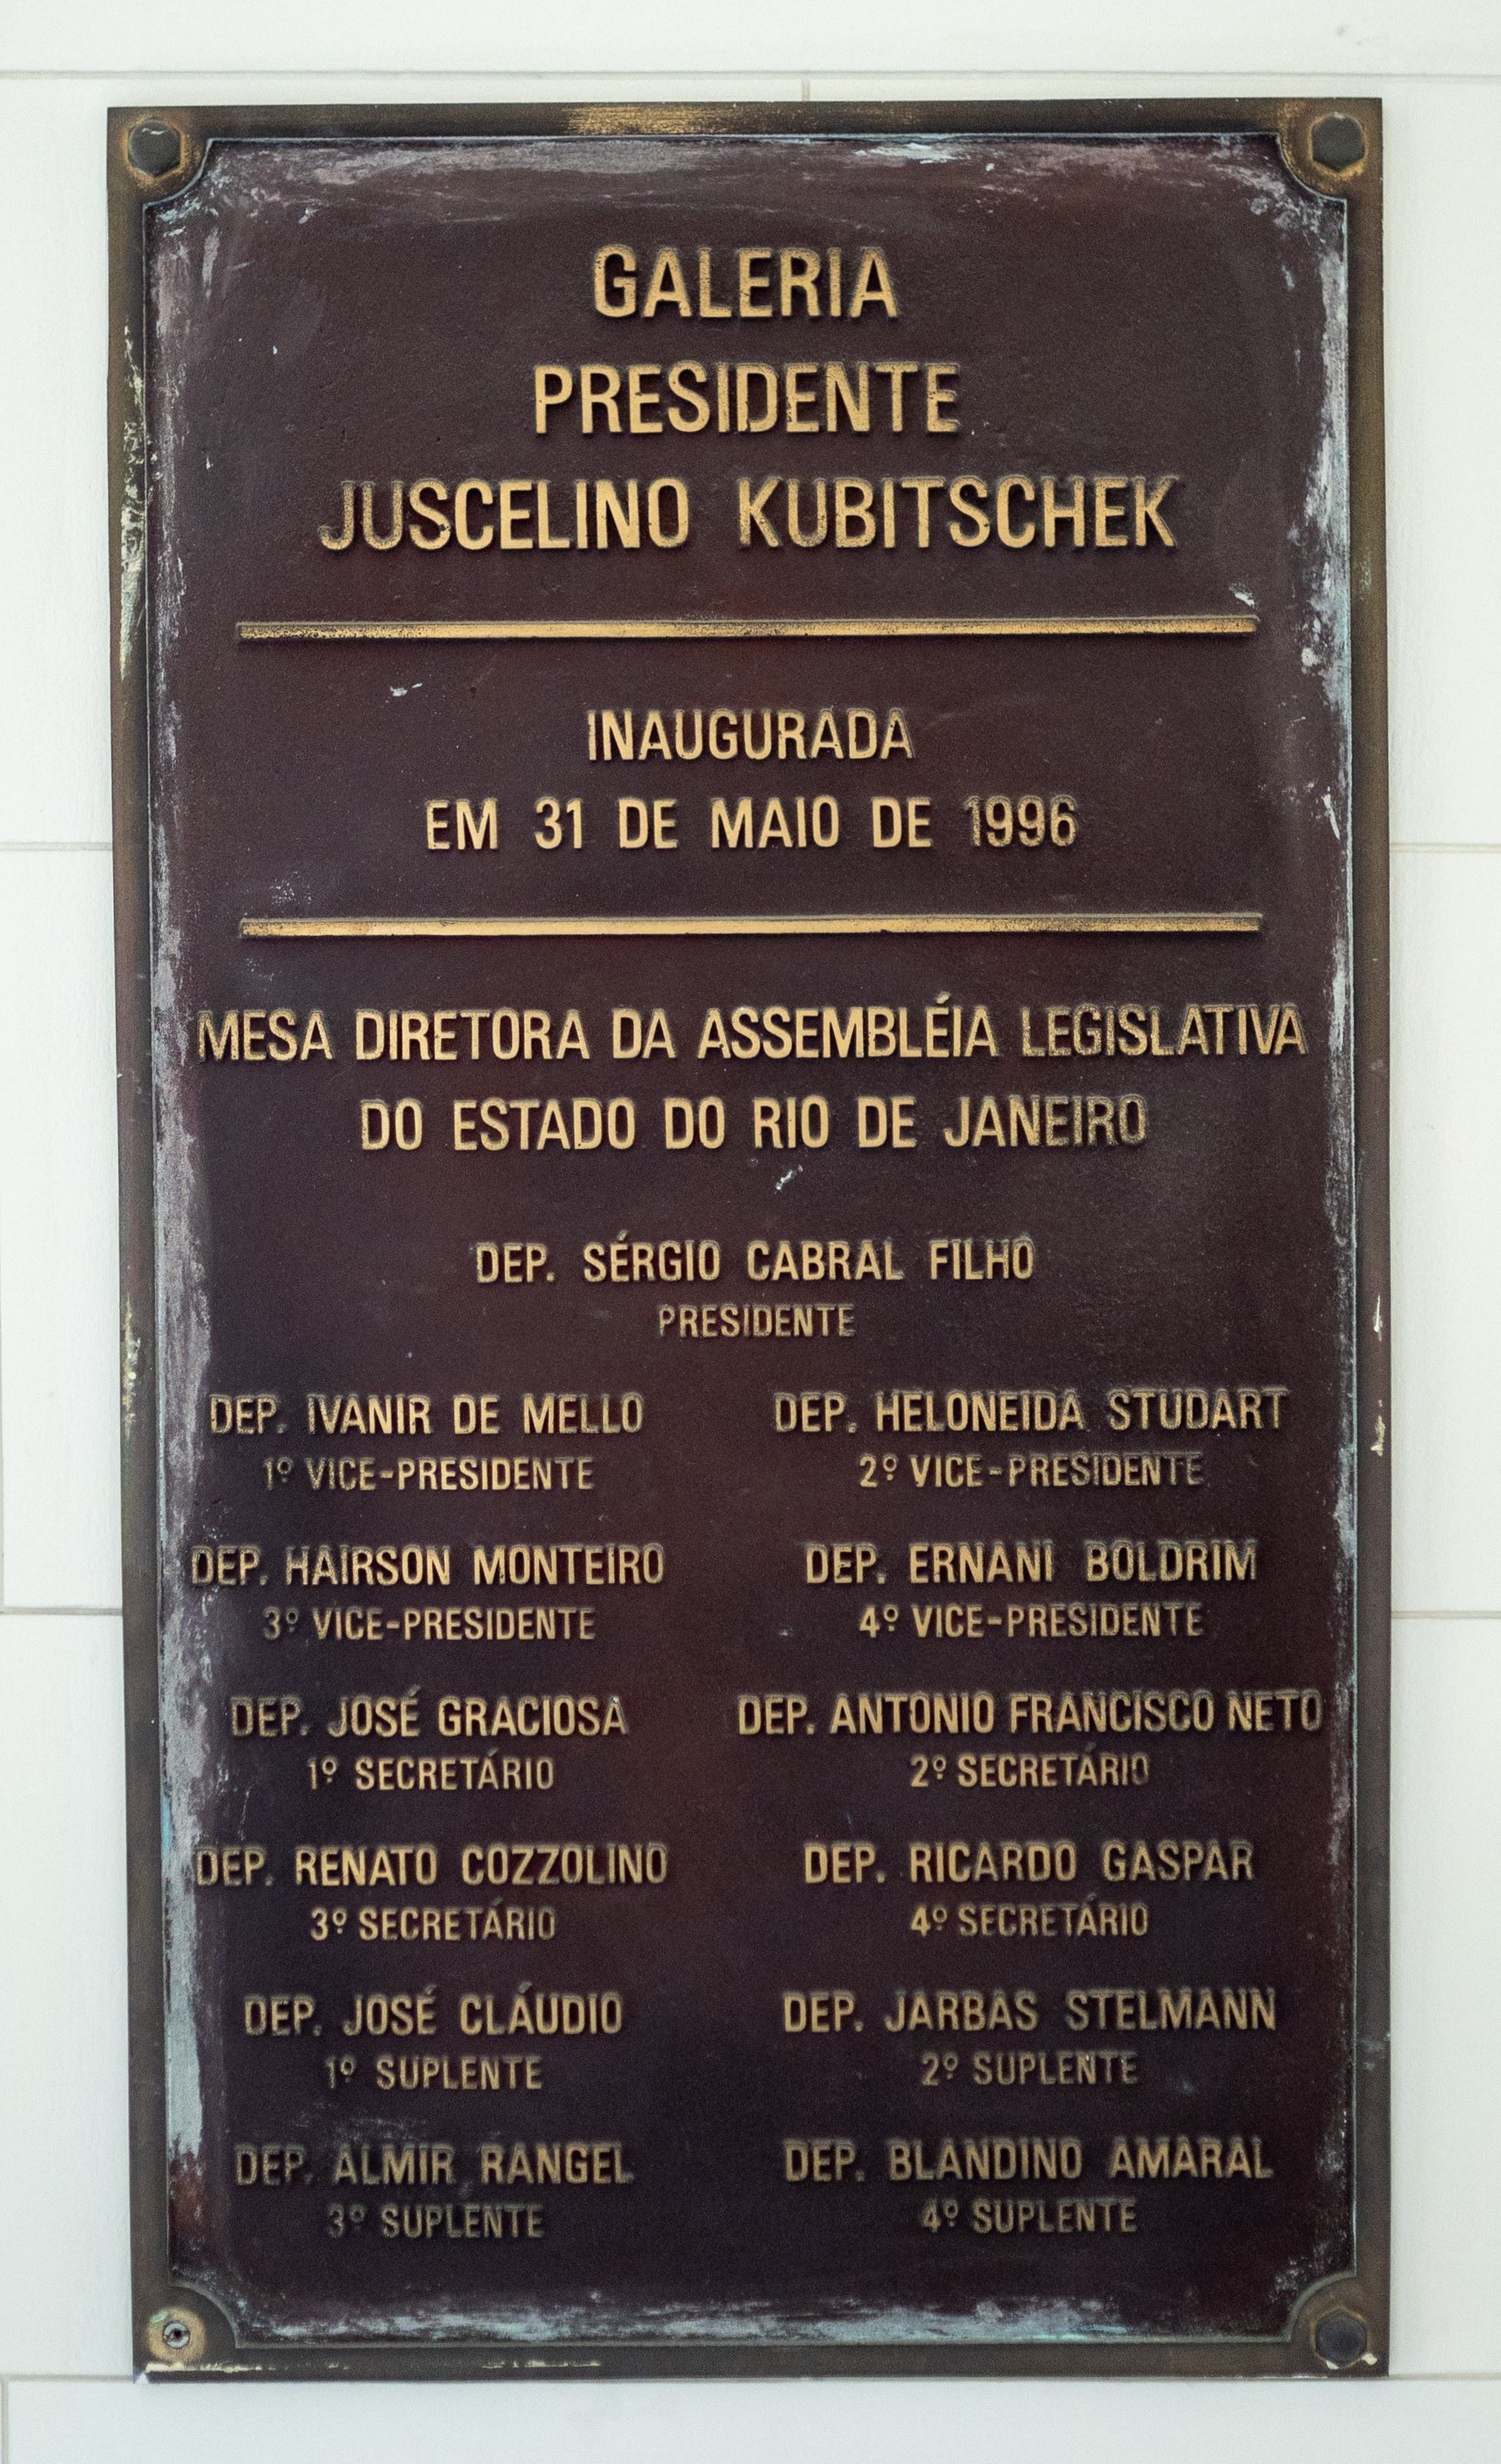 GALERIA
PRESIDENTE
JUSCELINO KUBITSCHEK
INAUGURADA
EM 31 DE MAIO DE 1996
MESA DIRETORA DA ASSEMBLÉIA LEGISLATIVA
DO ESTADO DO RIO DE JANEIRO
DEP. SÉRGIO CABRAL FILHO
PRESIDENTE
DEP. IVANIR DE MELLO
1º VICE-PRESIDENTE
DEP. HELONEIDA STUDART
2º VICE-PRESIDENTE
DEP. HAIRSON MONTEIRO
3º VICE-PRESIDENTE
DEP. ERNANI BOLDRIM
4º VICE-PRESIDENTE
DEP. JOSÉ GRACIOSA
1º SECRETÁRIO
DEP. ANTONIO FRANCISCO NETO
2º SECRETÁRIO
DEP. RENATO COZZOLINO
3º SECRETÁRIO
DEP. RICARDO GASPAR
4º SECRETÁRIO
DEP. JOSÉ CLÁUDIO
1º SUPLENTE
DEP. JARBAS STELMANN
2º SUPLENTE
DEP. ALMIR RANGEL
3º SUPLENTE
DEP. BLANDINO AMARAL
4º SUPLENTE